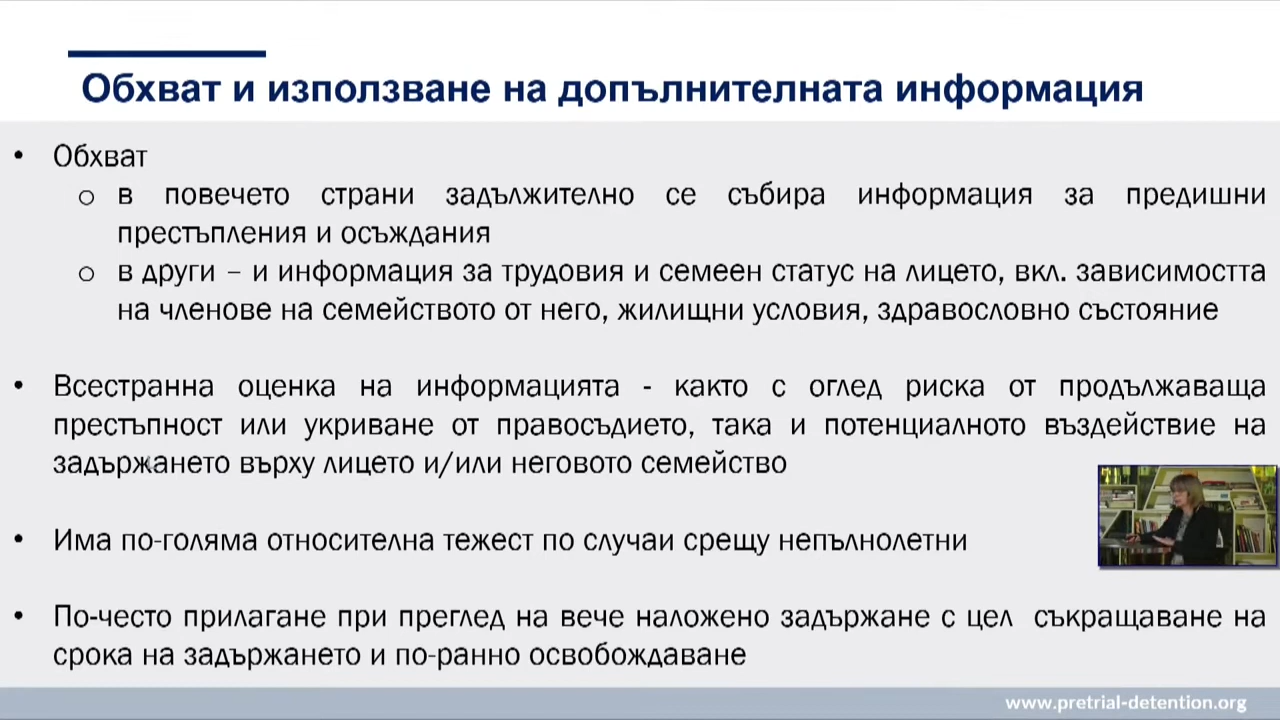 Обхват и използване на допълнителната информация
• Обхват
o в повечето страни задължително се събира информация за предишни
престъпления и осъждания
o в други – и информация за трудовия и семеен статус на лицето, вкл. зависимостта
на членове на семейството от него, жилищни условия, здравословно състояние
• Всестранна оценка на информацията - както с оглед риска от продължаваща
престъпност или укриване от правосъдието, така и потенциалното въздействие на
задържането върху лицето и/или неговото семейство
• Има по-голяма относителна тежест по случаи срещу непълнолетни
• По-често прилагане при преглед на вече наложено задържане с цел съкращаване на
срока на задържането и по-ранно освобождаване
www.pretrial-detention.org